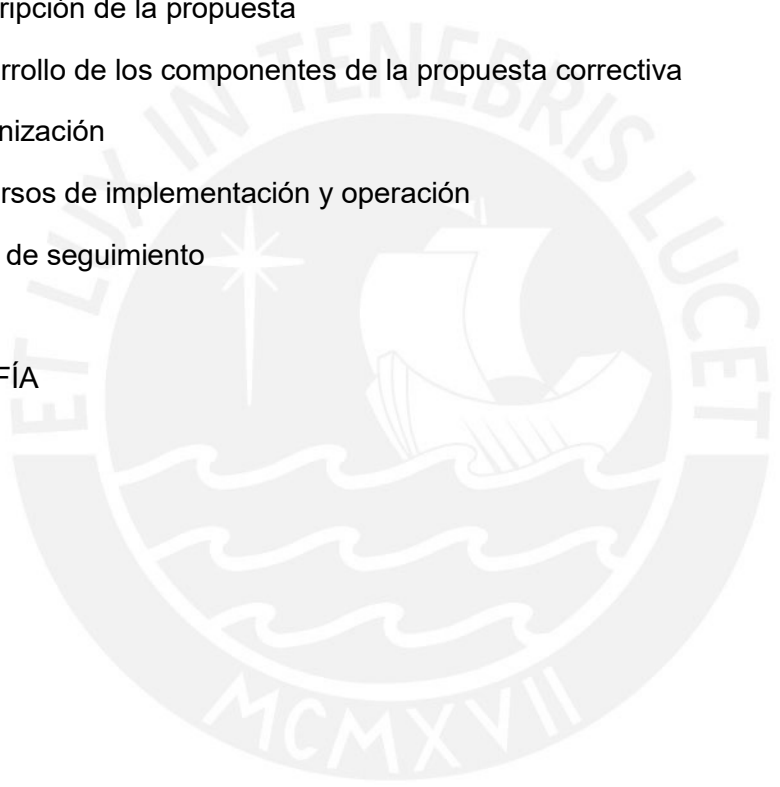 ripción de la propuesta
rrollo de los componentes de la propuesta correctiva
nización
rsos de implementación y operación
de seguimiento
FÍA
ET LUX IN TENEBRIS LUCET
MCMXVII